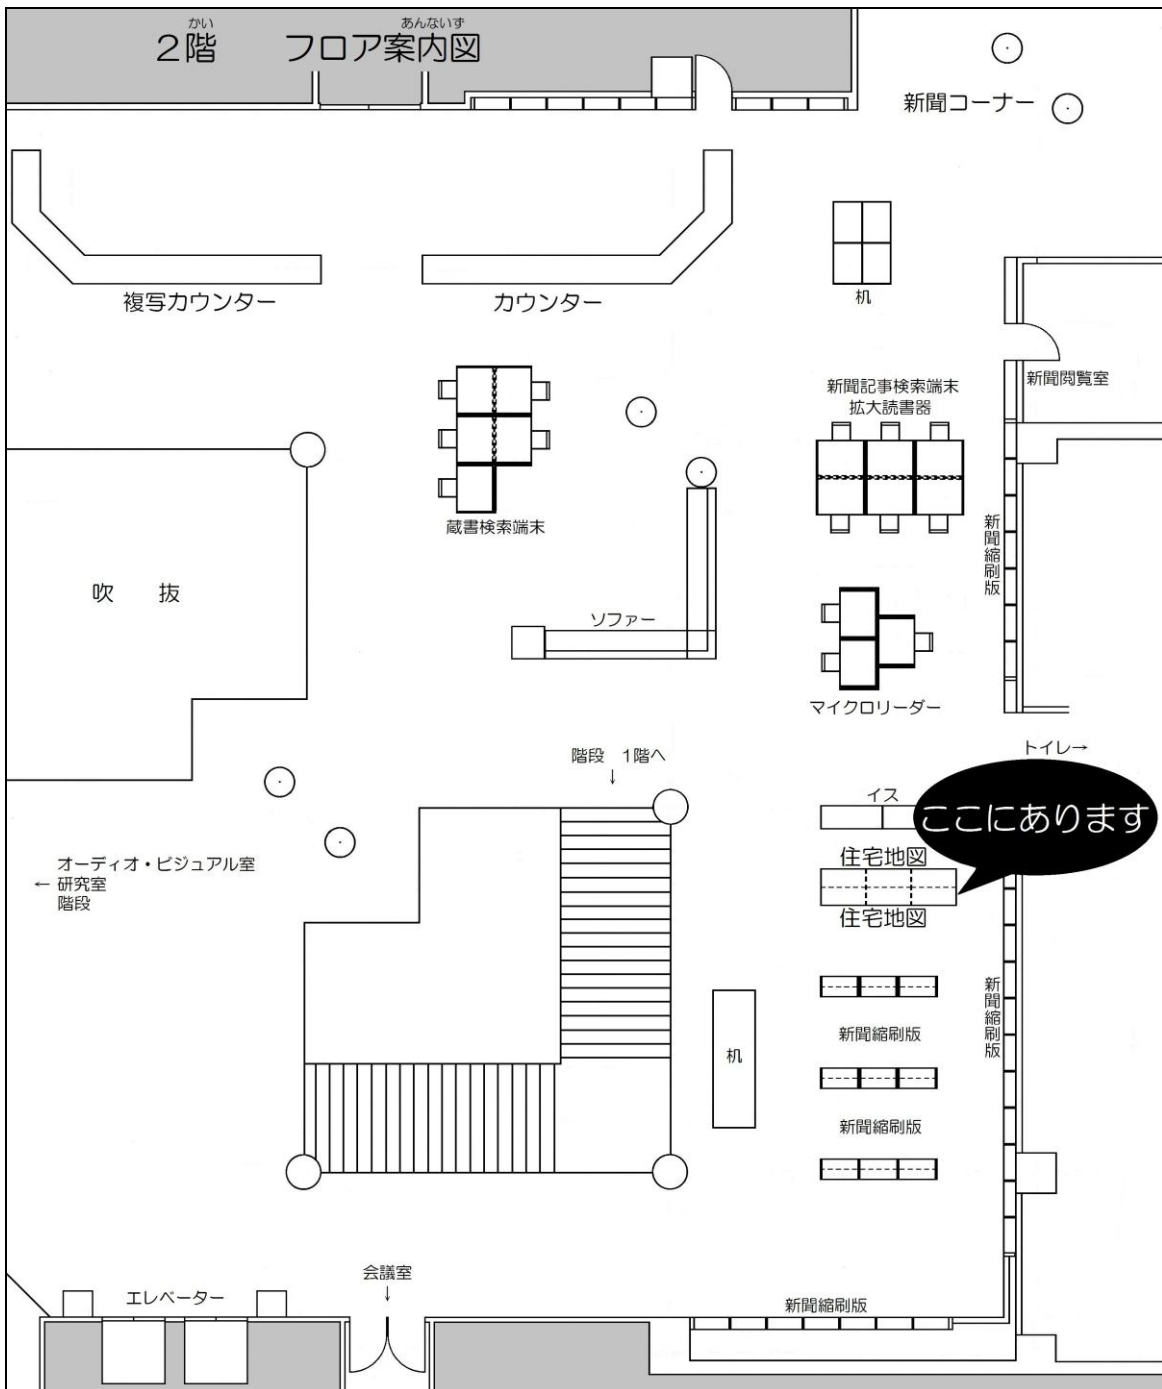 かい あんないず
２階 フロア案内図
新聞コーナー
複写カウンター
カウンター
机
新聞閲覧室
新聞記事検索端末
拡大読書器
蔵書検索端末
新聞縮刷版
吹 抜
ソファー
マイクロリーダー
トイレ→
階段 1階へ
↓
イス
ここにあります
住宅地図
住宅地図
オーディオ・ビジュアル室
← 研究室
階段
新聞縮刷版
新聞縮刷版
机
新聞縮刷版
会議室
↓
エレベーター
新聞縮刷版